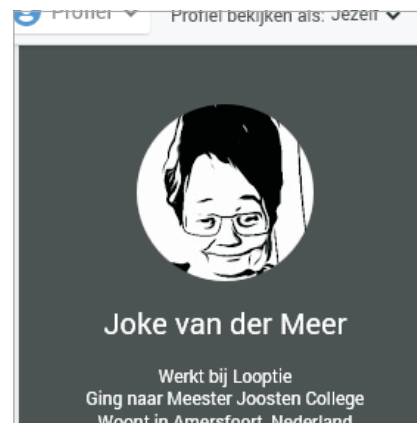 Profiel
Profiel bekijken als: Jezelf
Joke van der Meer
Werkt bij Looptie
Ging naar Meester Joosten College
Woont in Amersfoort, Nederland